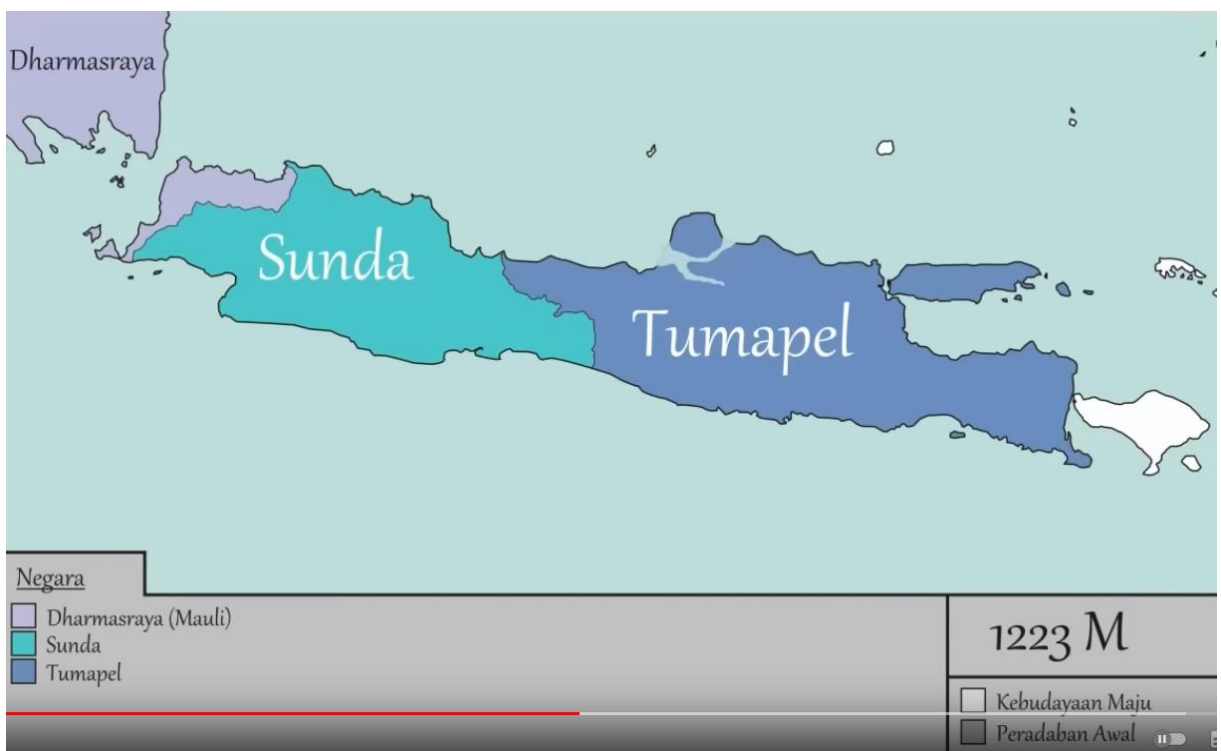 Dharmasraya
Sunda
Tumapel
Negara
Dharmasraya (Mauli)
Sunda
Tumapel
1223 M
Kebudayaan Maju
Peradaban Awal